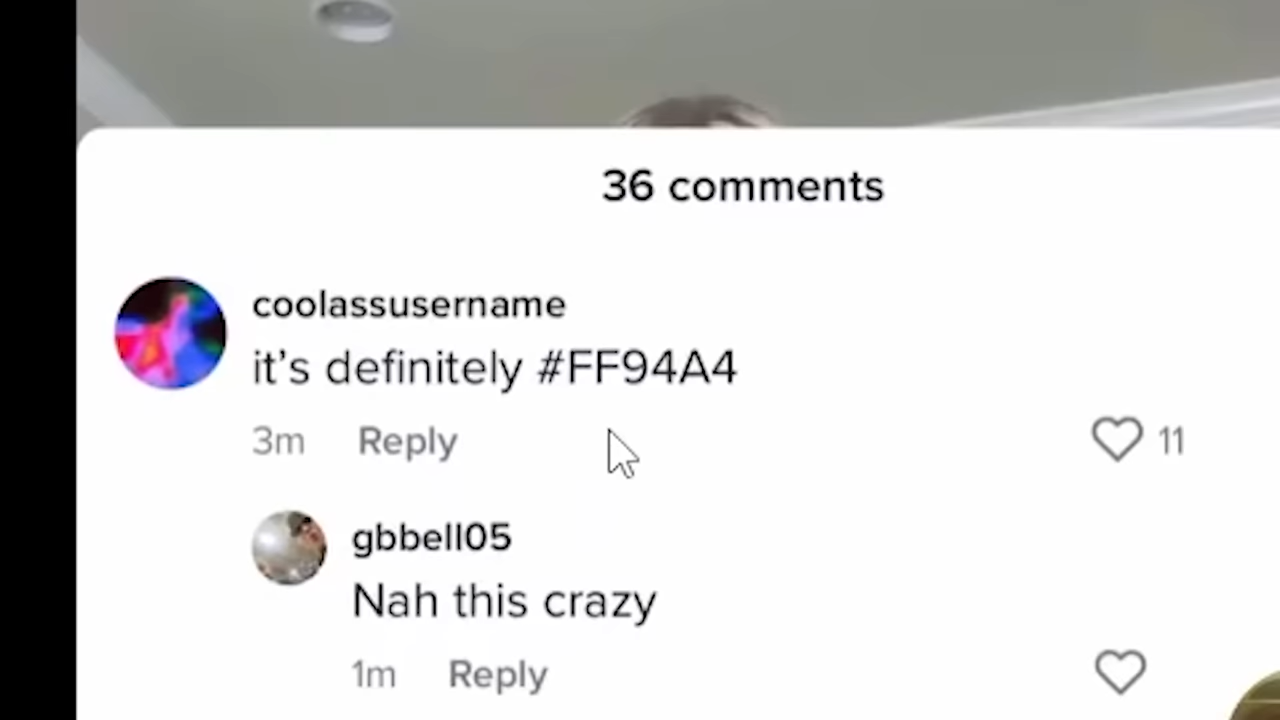 36 comments
coolassusername
it's definitely #FF94A4
3m Reply 11
gbbell05
Nah this crazy
1m Reply